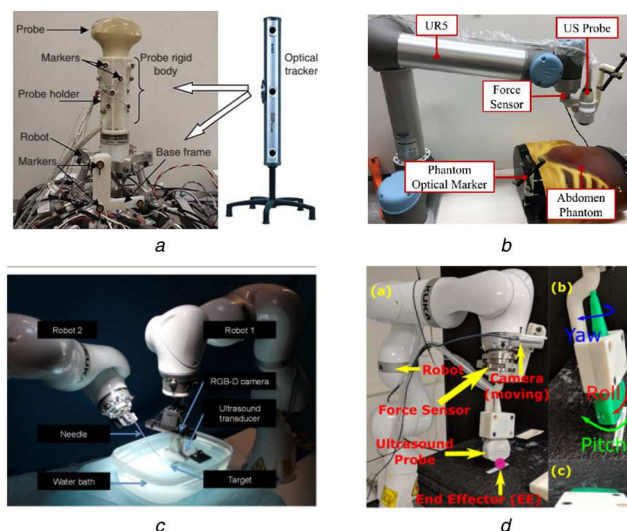 Probe
Markers
Probe rigid
body
Probe holder
Robot
Markers
Base frame
Optical
tracker
a
UR5
US Probe
Force
Sensor
Phantom
Optical Marker
Abdomen
Phantom
b
Robot 2
Robot 1
RGB-D camera
Ultrasound
transducer
Needle
Water bath
Target
c
(a)
KUKA
Robot
Camera
(moving)
Force Sensor
Ultrasound
Probe
End Effector (EE)
(b)
Yaw
Roll
Pitch
(c)
d